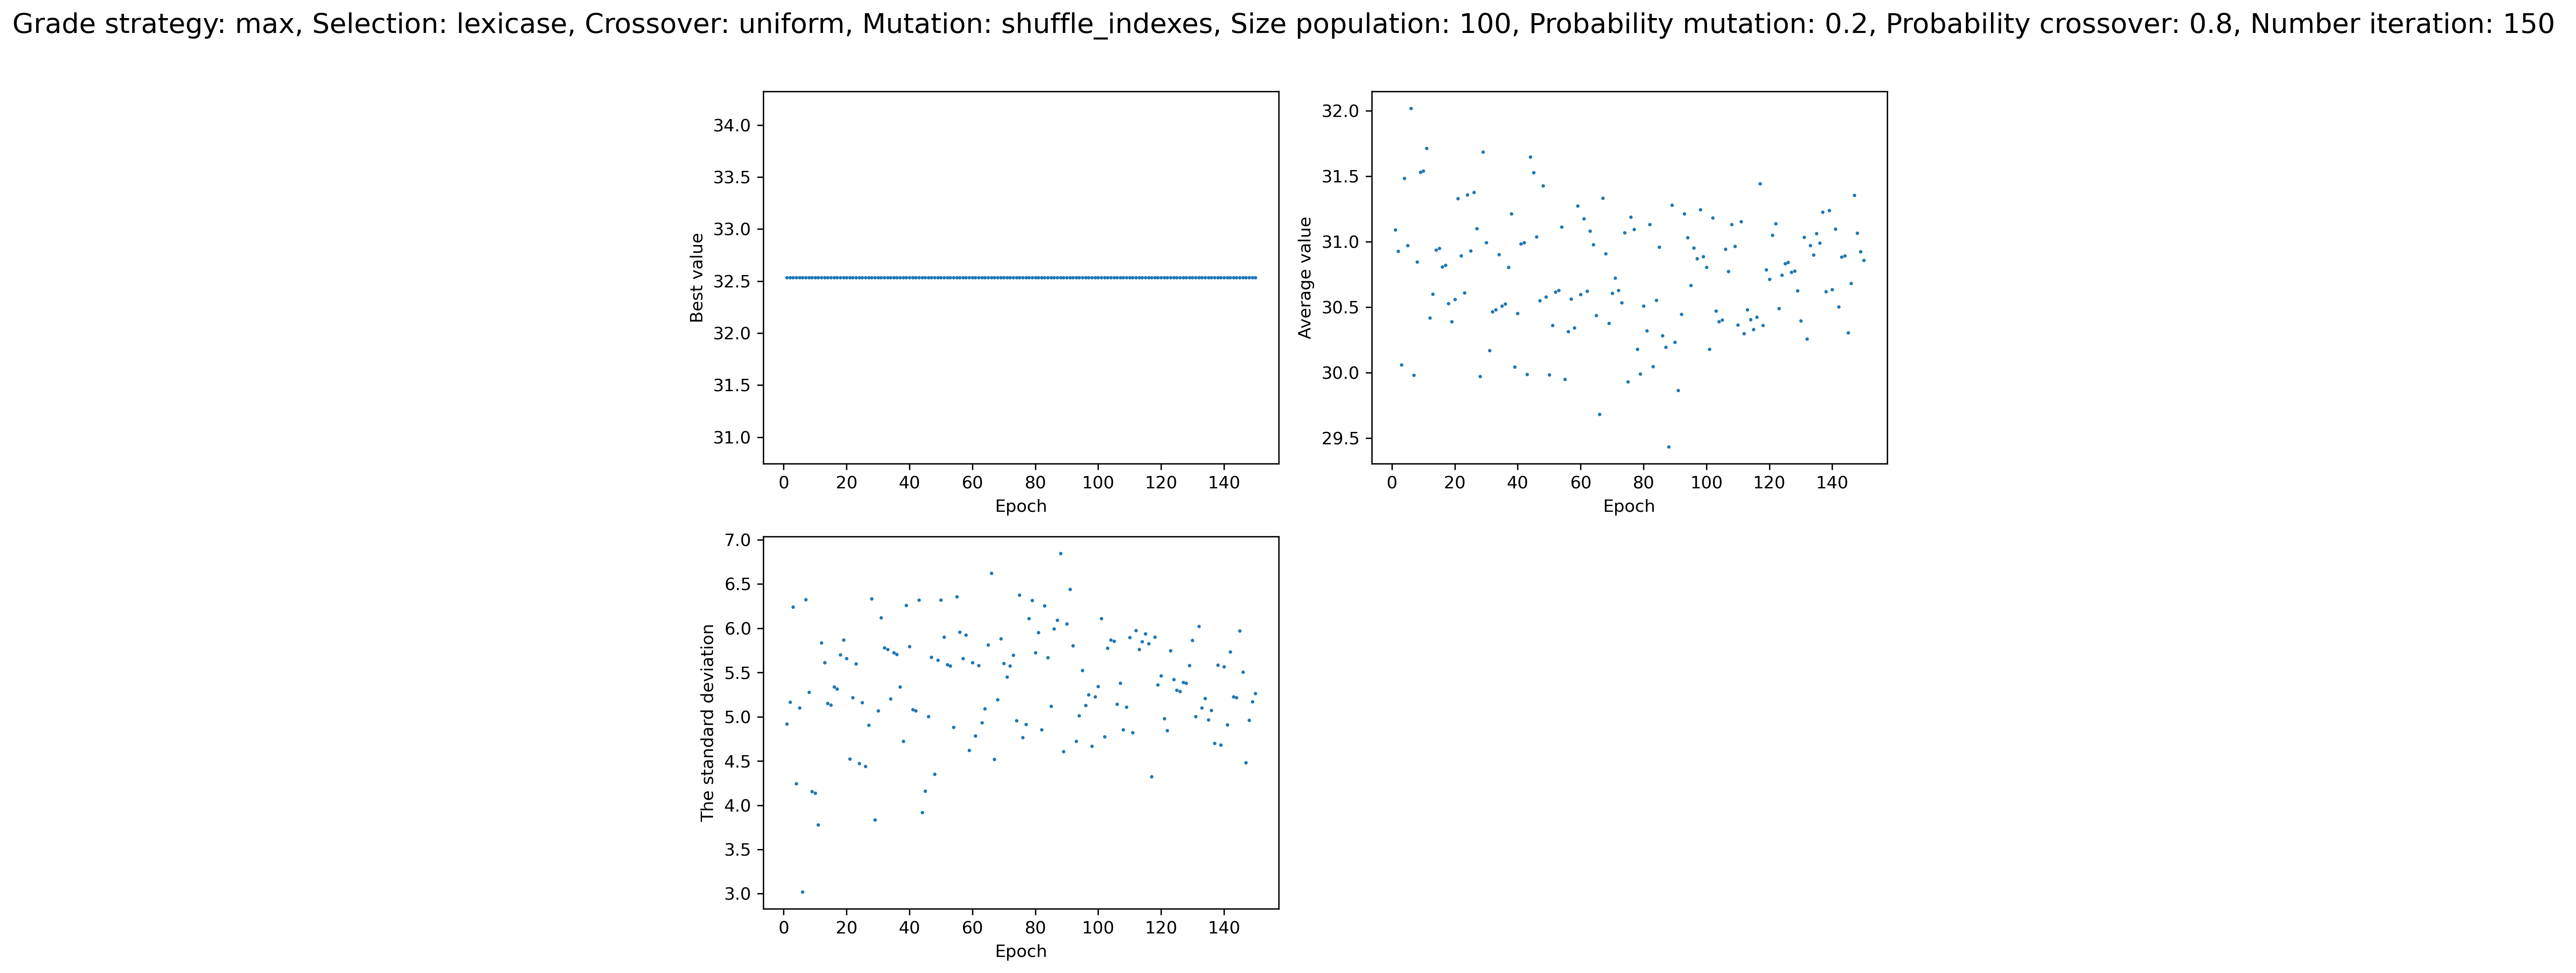 Grade strategy: max, Selection: lexicase, Crossover: uniform, Mutation: shuffle_indexes, Size population: 100, Probability mutation: 0.2, Probability crossover: 0.8, Number iteration: 150
34.0
33.5
33.0
32.5
32.0
31.5
31.0
Best value
0 20 40 60 80 100 120 140
Epoch
32.0
31.5
31.0
30.5
30.0
29.5
Average value
0 20 40 60 80 100 120 140
Epoch
7.0
6.5
6.0
5.5
5.0
4.5
4.0
3.5
3.0
The standard deviation
0 20 40 60 80 100 120 140
Epoch